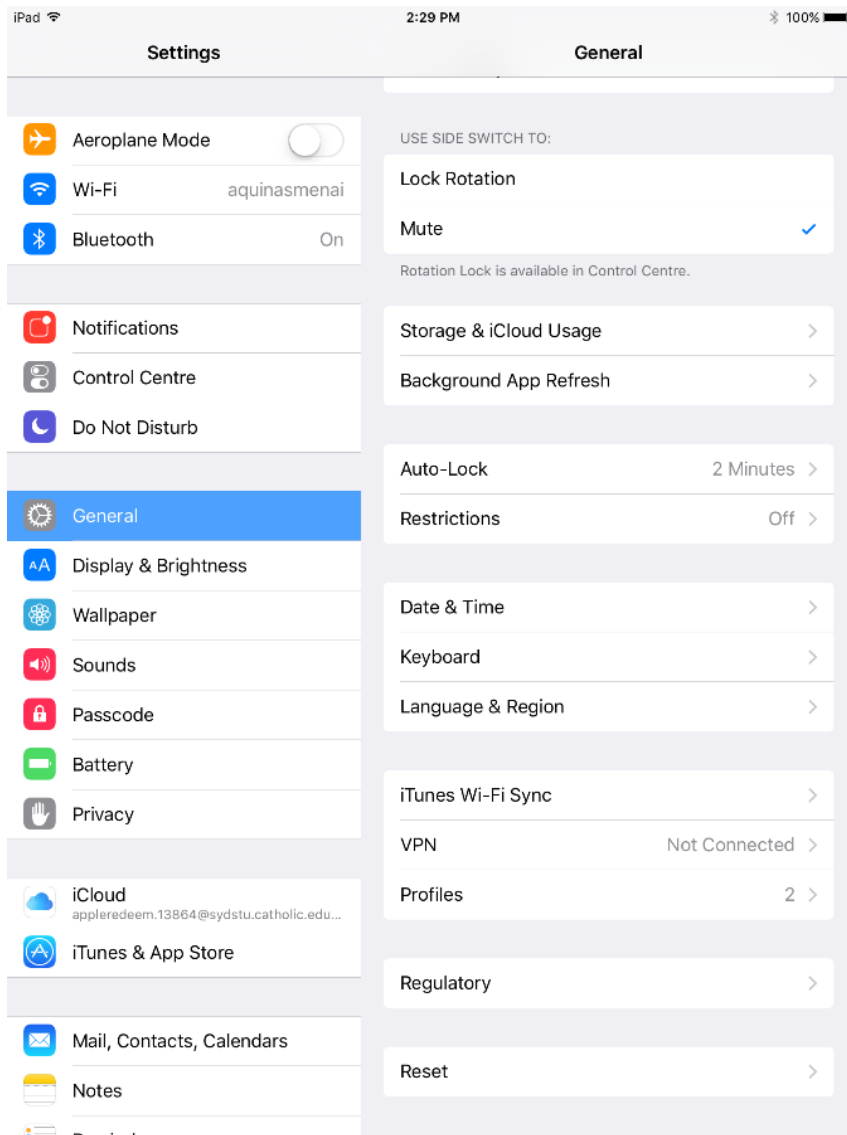 iPad
2:29 PM
100%
Settings
General
Aeroplane Mode
Wi-Fi
aquinasmenai
Bluetooth
On
Notifications
Control Centre
Do Not Disturb
General
AA
Display & Brightness
Wallpaper
Sounds
Passcode
Battery
Privacy
iCloud
appleredeem.13864@sydstu.catholic.edu...
iTunes & App Store
Mail, Contacts, Calendars
Notes
USE SIDE SWITCH TO:
Lock Rotation
Mute
Rotation Lock is available in Control Centre.
Storage & iCloud Usage
Background App Refresh
Auto-Lock
2 Minutes
Restrictions
Off
Date & Time
Keyboard
Language & Region
iTunes Wi-Fi Sync
VPN
Not Connected
Profiles
2
Regulatory
Reset